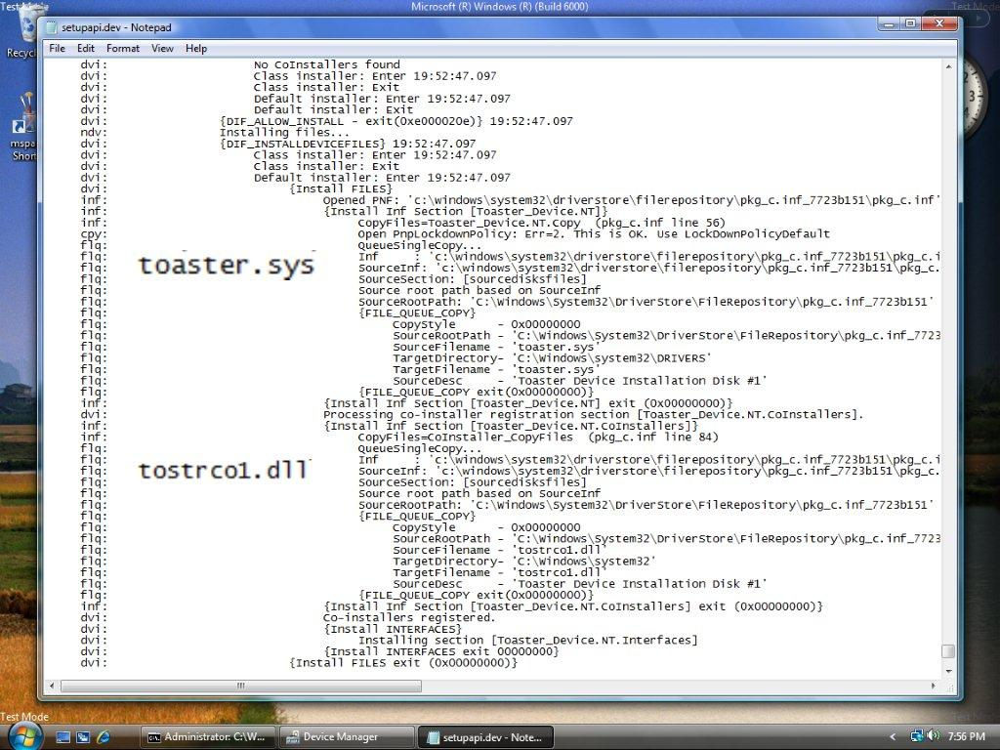 Test Mode
Microsoft (R) Windows (R) (Build 6000)
Test Mode
setupapi.dev - Notepad
File Edit Format View Help
dvi: No CoInstallers found
dvi: Class installer: Enter 19:52:47.097
dvi: Class installer: Exit
dvi: Default installer: Enter 19:52:47.097
dvi: Default installer: Exit
dvi: {DIF_ALLOW_INSTALL - exit(0xe000020e)} 19:52:47.097
ndv: Installing files...
dvi: {DIF_INSTALLDEVICEFILES} 19:52:47.097
dvi: Class installer: Enter 19:52:47.097
dvi: Class installer: Exit
dvi: Default installer: Enter 19:52:47.097
dvi: {Install FILES}
inf: Opened PNF: 'c:\windows\system32\driverstore\filerepository\pkg_c.inf_7723b151\pkg_c.inf'
inf: {Install Inf Section [Toaster_Device.NT]}
inf: CopyFiles=Toaster_Device.NT.Copy (pkg_c.inf line 56)
cpy: Open PnpLockdownPolicy: Err=2. This is OK. Use LockDownPolicyDefault
flq: QueueSingleCopy...
flq: Inf : 'c:\windows\system32\driverstore\filerepository\pkg_c.inf_7723b151\pkg_c.i
toaster.sys
flq: SourceInf: 'c:\windows\system32\driverstore\filerepository\pkg_c.inf_7723b151\pkg_c.
flq: SourceSection: [sourcedisksfiles]
flq: Source root path based on SourceInf
flq: SourceRootPath: 'C:\Windows\System32\DriverStore\FileRepository\pkg_c.inf_7723b151'
flq: {FILE_QUEUE_COPY}
flq: CopyStyle - 0x00000000
flq: SourceRootPath - 'C:\Windows\System32\DriverStore\FileRepository\pkg_c.inf_7723
flq: SourceFilename - 'toaster.sys'
flq: TargetDirectory- 'C:\Windows\system32\DRIVERS'
flq: TargetFilename - 'toaster.sys'
flq: SourceDesc - 'Toaster Device Installation Disk #1'
flq: {FILE_QUEUE_COPY exit(0x00000000)}
inf: {Install Inf Section [Toaster_Device.NT] exit (0x00000000)}
dvi: Processing co-installer registration section [Toaster_Device.NT.CoInstallers].
inf: {Install Inf Section [Toaster_Device.NT.CoInstallers]}
inf: CopyFiles=CoInstaller_CopyFiles (pkg_c.inf line 84)
flq: QueueSingleCopy...
flq: Inf : 'c:\windows\system32\driverstore\filerepository\pkg_c.inf_7723b151\pkg_c.i
tostrco1.dll
flq: SourceInf: 'c:\windows\system32\driverstore\filerepository\pkg_c.inf_7723b151\pkg_c.
flq: SourceSection: [sourcedisksfiles]
flq: Source root path based on SourceInf
flq: SourceRootPath: 'C:\Windows\System32\DriverStore\FileRepository\pkg_c.inf_7723b151'
flq: {FILE_QUEUE_COPY}
flq: CopyStyle - 0x00000000
flq: SourceRootPath - 'C:\Windows\System32\DriverStore\FileRepository\pkg_c.inf_7723
flq: SourceFilename - 'tostrco1.dll'
flq: TargetDirectory- 'C:\Windows\system32'
flq: TargetFilename - 'tostrco1.dll'
flq: SourceDesc - 'Toaster Device Installation Disk #1'
flq: {FILE_QUEUE_COPY exit(0x00000000)}
inf: {Install Inf Section [Toaster_Device.NT.CoInstallers] exit (0x00000000)}
dvi: Co-installers registered.
dvi: {Install INTERFACES}
dvi: Installing section [Toaster_Device.NT.Interfaces]
dvi: {Install INTERFACES exit 00000000}
dvi: {Install FILES exit (0x00000000)}
Recyc
mspa
Short
Test Mode
Administrator: C:\W...
Device Manager
setupapi.dev - Note...
7:56 PM